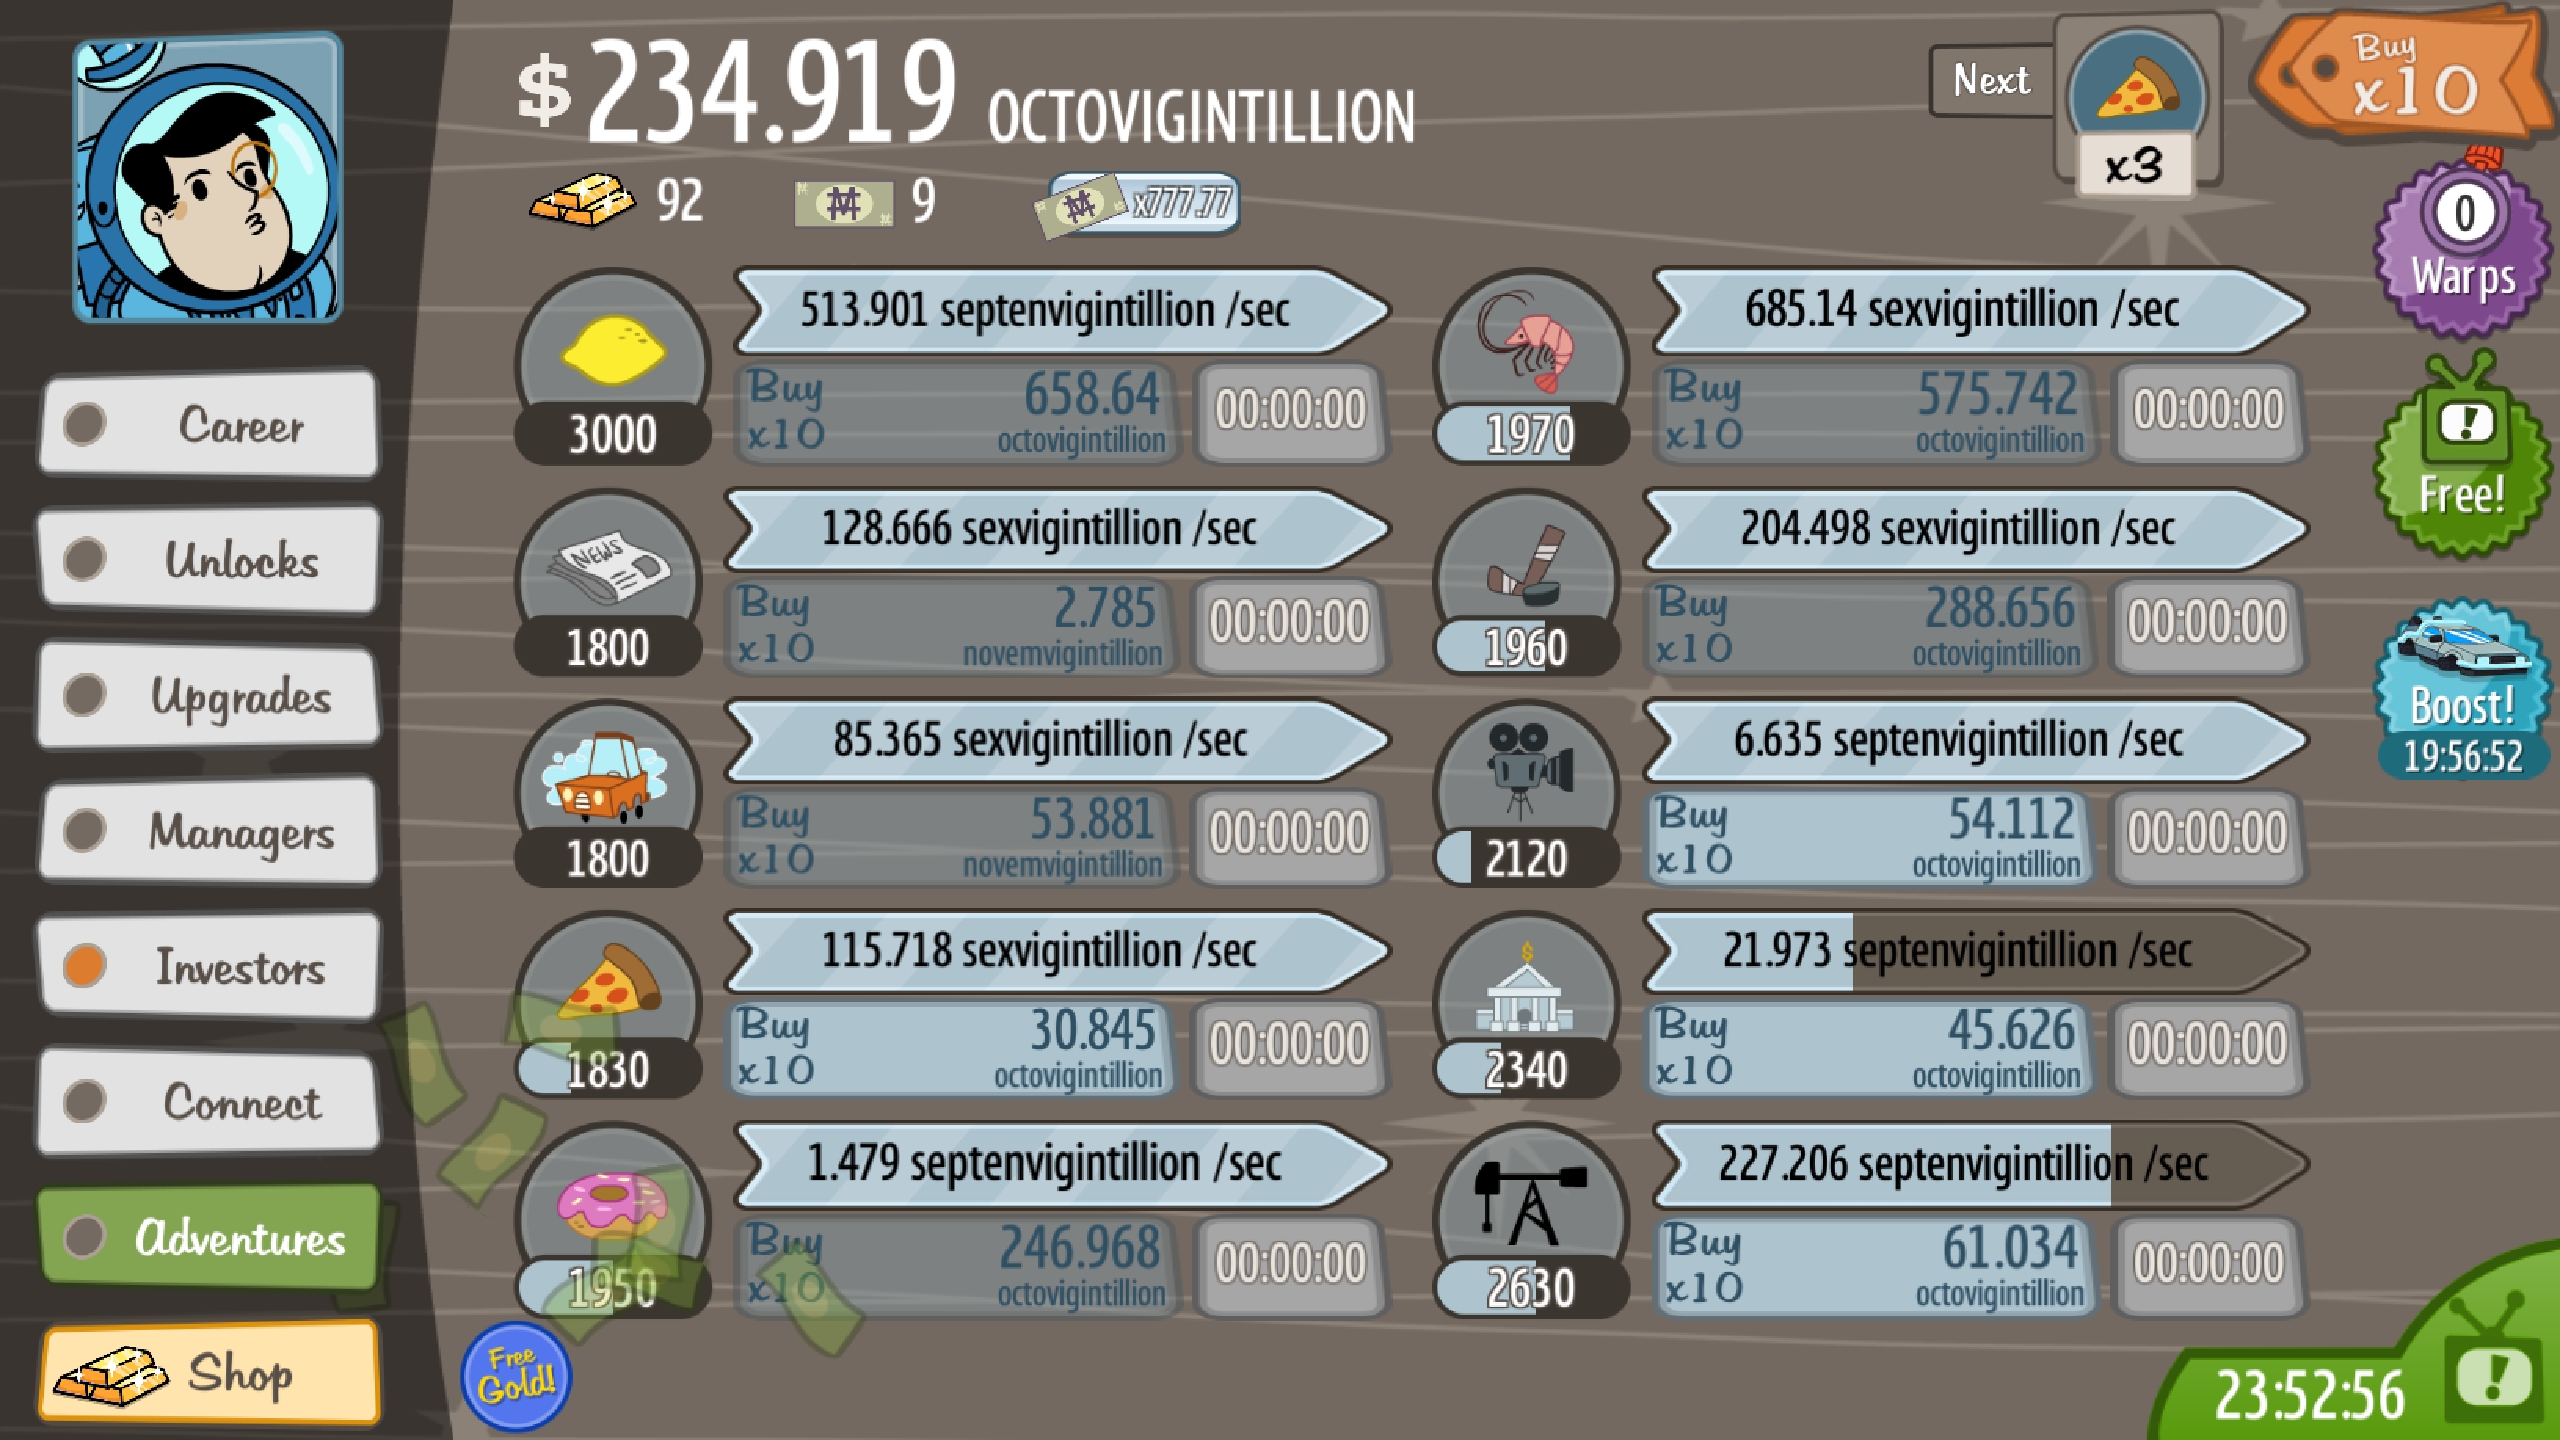 $234.919 OCTOVIGINTILLION
Next
x3
Buy
x10
92
9
x777.77
0
Warps
!
Free!
Boost!
19:56:52
Career
Unlocks
Upgrades
Managers
Investors
Connect
Adventures
Shop
513.901 septenvigintillion /sec
Buy
x10
658.64
octovigintillion
00:00:00
3000
NEWS
128.666 sexvigintillion /sec
Buy
x10
2.785
novemvigintillion
00:00:00
1800
85.365 sexvigintillion /sec
Buy
x10
53.881
novemvigintillion
00:00:00
1800
115.718 sexvigintillion /sec
Buy
x10
30.845
octovigintillion
00:00:00
1830
1.479 septenvigintillion /sec
Buy
x10
246.968
octovigintillion
00:00:00
1950
685.14 sexvigintillion /sec
Buy
x10
575.742
octovigintillion
00:00:00
1970
204.498 sexvigintillion /sec
Buy
x10
288.656
octovigintillion
00:00:00
1960
6.635 septenvigintillion /sec
Buy
x10
54.112
octovigintillion
00:00:00
2120
$
21.973 septenvigintillion /sec
Buy
x10
45.626
octovigintillion
00:00:00
2340
227.206 septenvigintillion /sec
Buy
x10
61.034
octovigintillion
00:00:00
2630
Free
Gold!
23:52:56
!